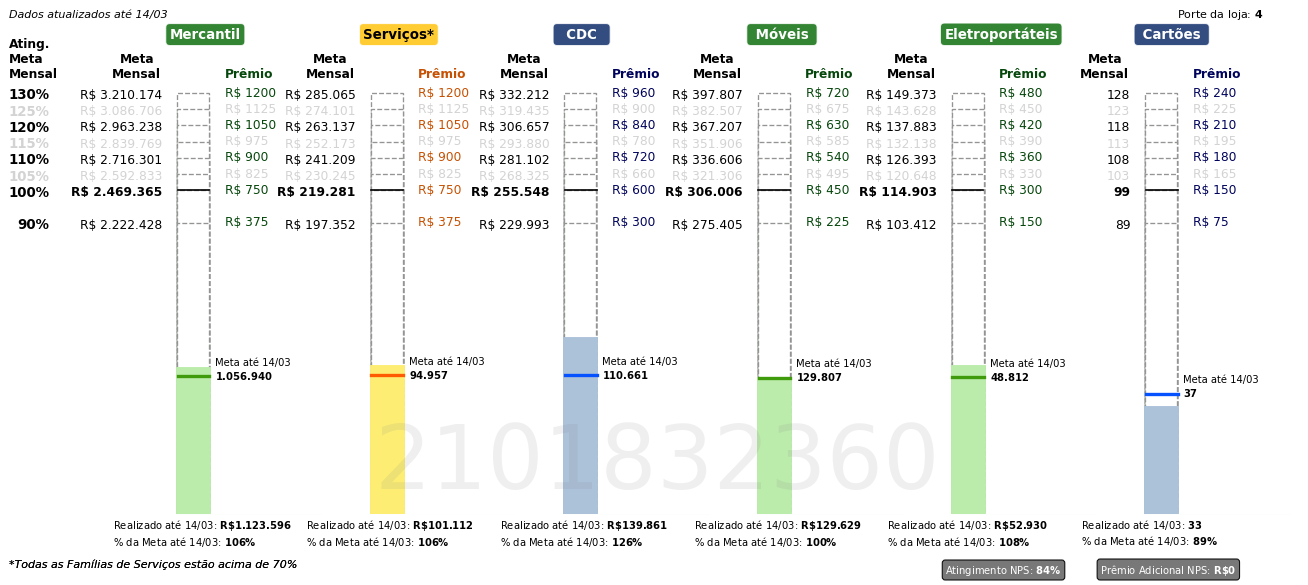 Dados atualizados até 14/03
Porte da loja: 4
Mercantil Serviços* CDC Móveis Eletroportáteis Cartões
Ating. Meta Mensal
Meta Mensal Prêmio Meta Mensal Prêmio Meta Mensal Prêmio Meta Mensal Prêmio Meta Mensal Prêmio Meta Mensal Prêmio
130% R$ 3.210.174 R$ 1200 R$ 285.065 R$ 1200 R$ 332.212 R$ 960 R$ 397.807 R$ 720 R$ 149.373 R$ 480 128 R$ 240
125% R$ 3.086.706 R$ 1125 R$ 274.101 R$ 1125 R$ 319.435 R$ 900 R$ 382.507 R$ 675 R$ 143.628 R$ 450 123 R$ 225
120% R$ 2.963.238 R$ 1050 R$ 263.137 R$ 1050 R$ 306.657 R$ 840 R$ 367.207 R$ 630 R$ 137.883 R$ 420 118 R$ 210
115% R$ 2.839.769 R$ 975 R$ 252.173 R$ 975 R$ 293.880 R$ 780 R$ 351.906 R$ 585 R$ 132.138 R$ 390 113 R$ 195
110% R$ 2.716.301 R$ 900 R$ 241.209 R$ 900 R$ 281.102 R$ 720 R$ 336.606 R$ 540 R$ 126.393 R$ 360 108 R$ 180
105% R$ 2.592.833 R$ 825 R$ 230.245 R$ 825 R$ 268.325 R$ 660 R$ 321.306 R$ 495 R$ 120.648 R$ 330 103 R$ 165
100% R$ 2.469.365 R$ 750 R$ 219.281 R$ 750 R$ 255.548 R$ 600 R$ 306.006 R$ 450 R$ 114.903 R$ 300 99 R$ 150
90% R$ 2.222.428 R$ 375 R$ 197.352 R$ 375 R$ 229.993 R$ 300 R$ 275.405 R$ 225 R$ 103.412 R$ 150 89 R$ 75
Meta até 14/03 Meta até 14/03 Meta até 14/03 Meta até 14/03 Meta até 14/03 Meta até 14/03
1.056.940 94.957 110.661 129.807 48.812 37
2101832360
Realizado até 14/03: R$1.123.596 Realizado até 14/03: R$101.112 Realizado até 14/03: R$139.861 Realizado até 14/03: R$129.629 Realizado até 14/03: R$52.930 Realizado até 14/03: 33
% da Meta até 14/03: 106% % da Meta até 14/03: 106% % da Meta até 14/03: 126% % da Meta até 14/03: 100% % da Meta até 14/03: 108% % da Meta até 14/03: 89%
*Todas as Famílias de Serviços estão acima de 70%
Atingimento NPS: 84% Prêmio Adicional NPS: R$0